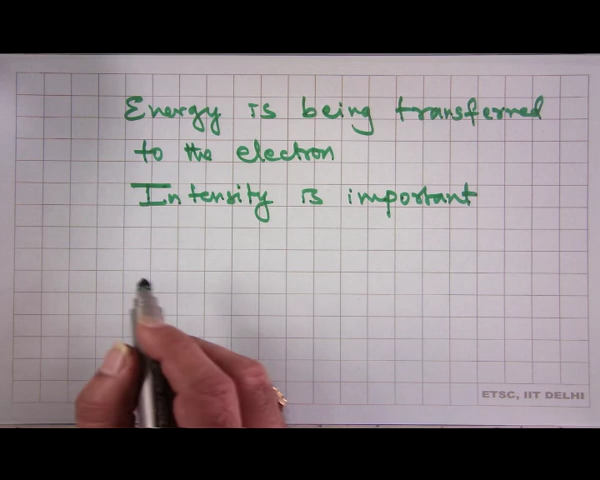 Energy is being transferred
to the electron
Intensity is important
ETSC, IIT DELHI